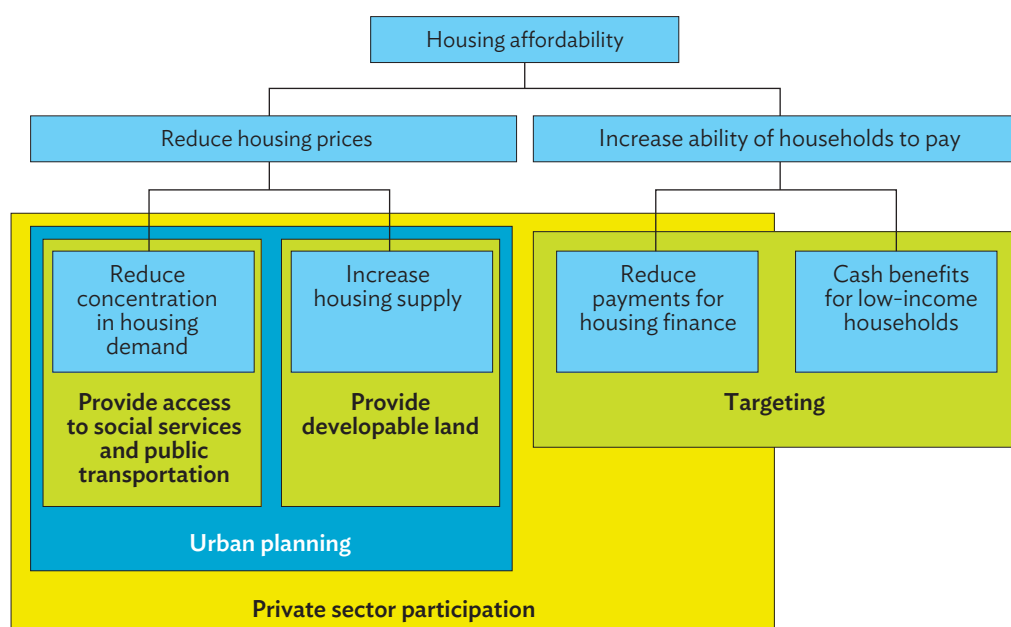 Housing affordability
Reduce housing prices
Increase ability of households to pay
Reduce
concentration
in housing
demand
Increase
housing supply
Reduce
payments for
housing finance
Cash benefits
for low-income
households
Provide access
to social services
and public
transportation
Provide
developable land
Targeting
Urban planning
Private sector participation